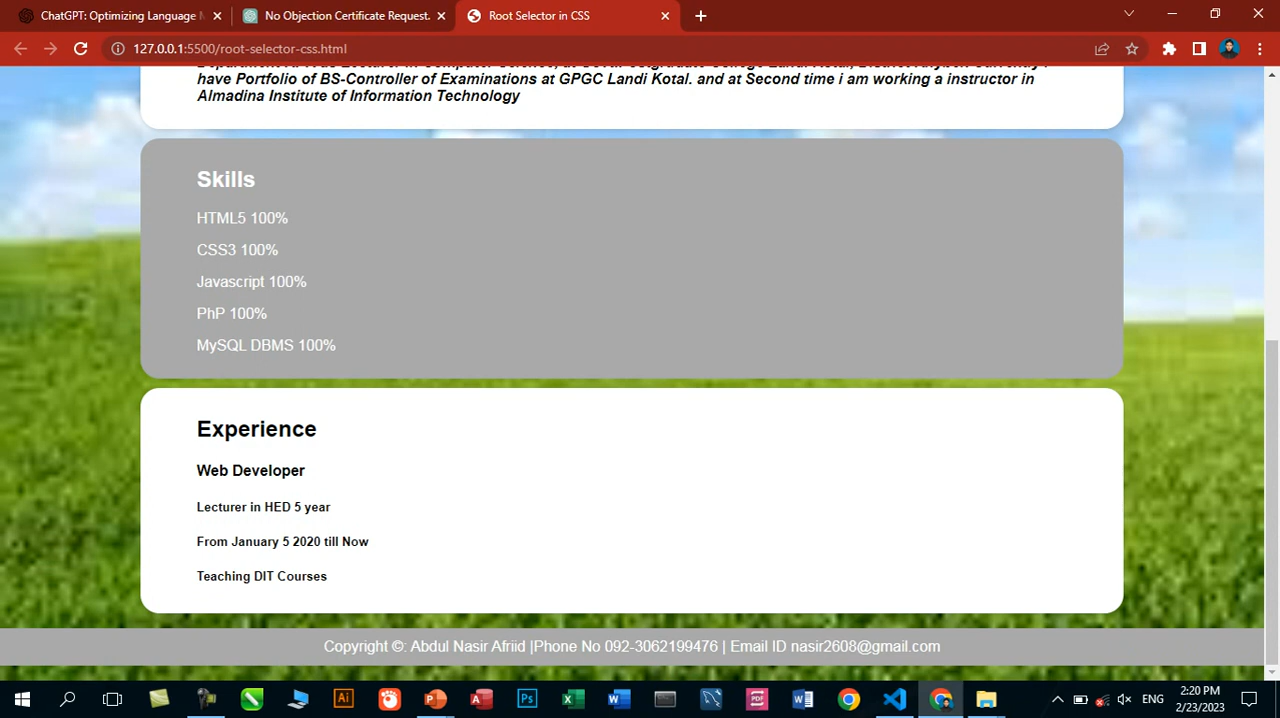 ChatGPT: Optimizing Language
No Objection Certificate Request.
Root Selector in CSS
127.0.0.1:5500/root-selector-css.html
have Portfolio of BS-Controller of Examinations at GPGC Landi Kotal. and at Second time i am working a instructor in
Almadina Institute of Information Technology
Skills
HTML5 100%
CSS3 100%
Javascript 100%
PhP 100%
MySQL DBMS 100%
Experience
Web Developer
Lecturer in HED 5 year
From January 5 2020 till Now
Teaching DIT Courses
Copyright ©: Abdul Nasir Afriid |Phone No 092-3062199476 | Email ID nasir2608@gmail.com
Ai
Ps
PDF
ENG
2:20 PM
2/23/2023